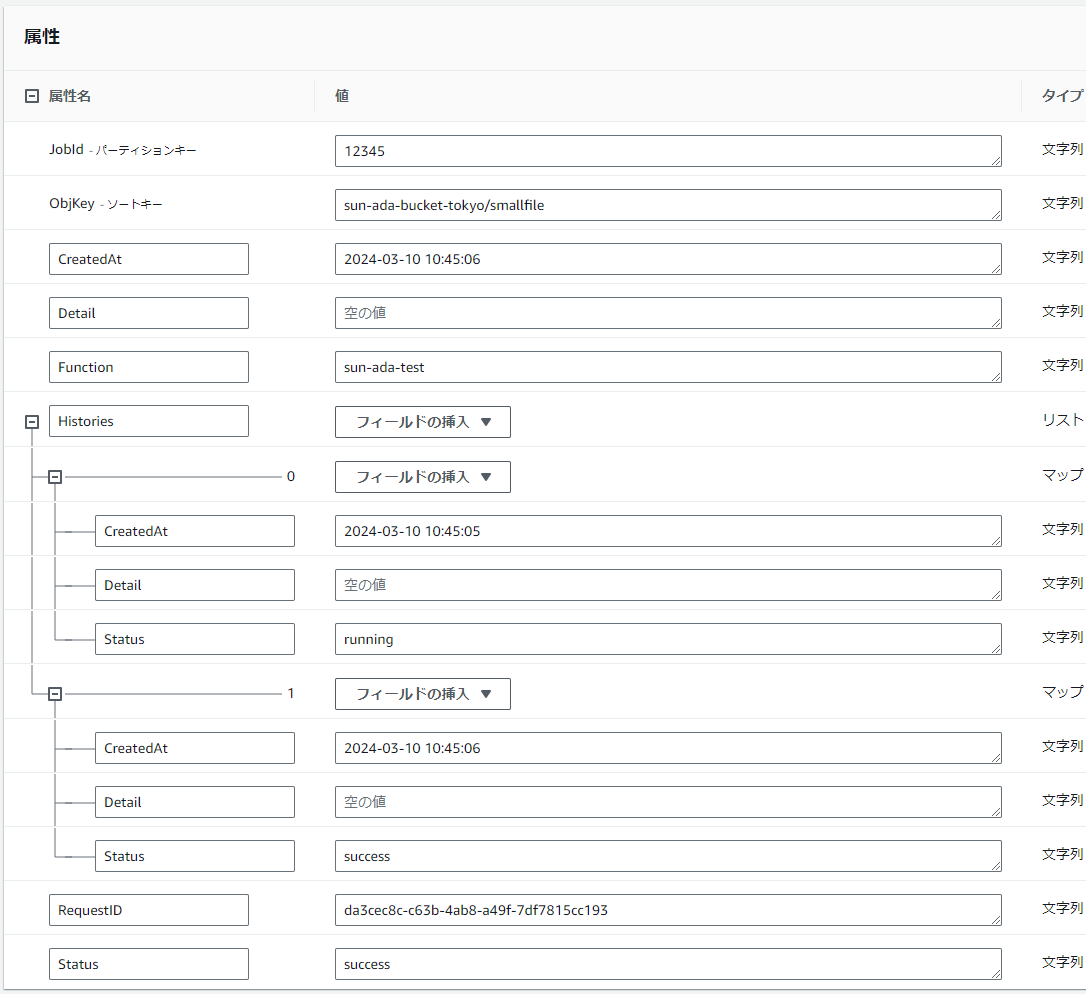 属性
属性名 値 タイプ
JobId - パーティションキー 12345 文字列
ObjKey - ソートキー sun-ada-bucket-tokyo/smallfile 文字列
CreatedAt 2024-03-10 10:45:06 文字列
Detail 空の値 文字列
Function sun-ada-test 文字列
Histories フィールドの挿入 ▼ リスト
0 フィールドの挿入 ▼ マップ
CreatedAt 2024-03-10 10:45:05 文字列
Detail 空の値 文字列
Status running 文字列
1 フィールドの挿入 ▼ マップ
CreatedAt 2024-03-10 10:45:06 文字列
Detail 空の値 文字列
Status success 文字列
RequestID da3cec8c-c63b-4ab8-a49f-7df7815cc193 文字列
Status success 文字列